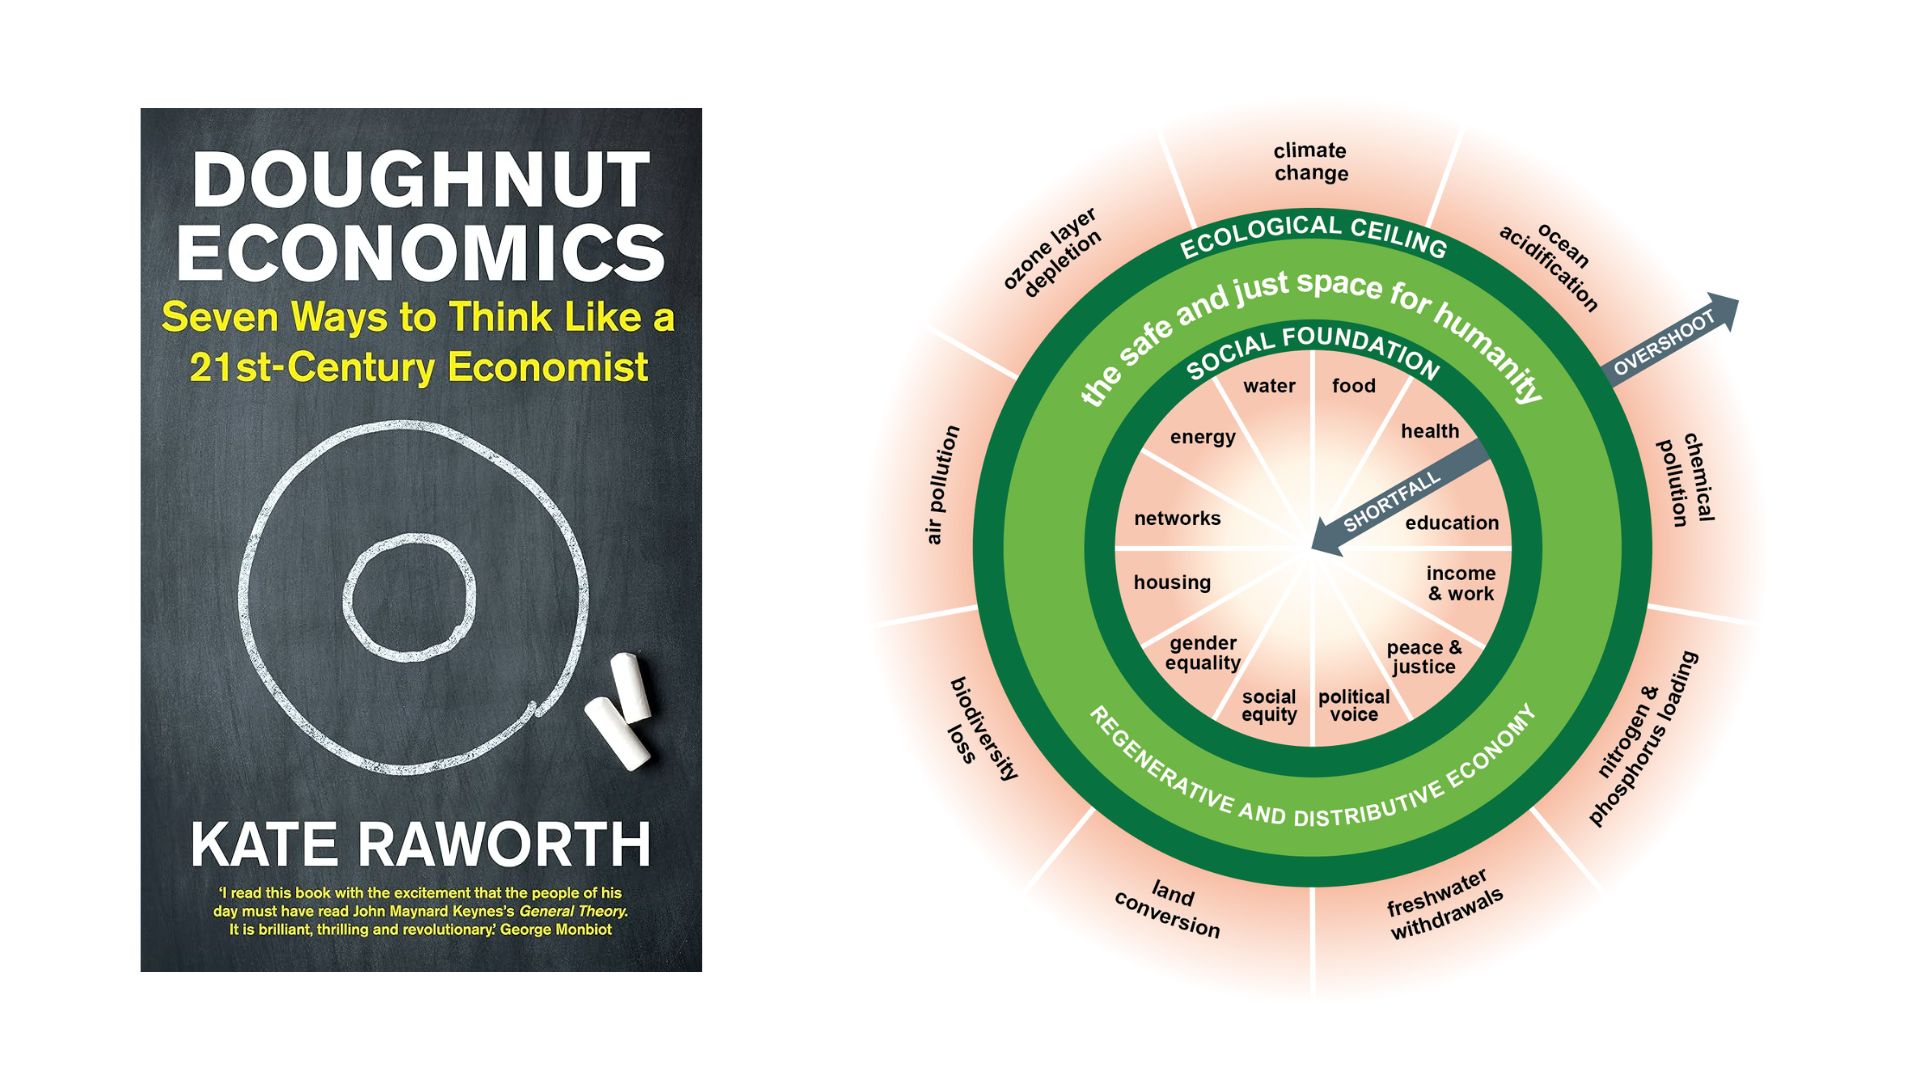 DOUGHNUT
ECONOMICS
Seven Ways to Think Like a
21st-Century Economist
KATE RAWORTH
‘I read this book with the excitement that the people of his
day must have read John Maynard Keynes’s General Theory.
It is brilliant, thrilling and revolutionary.’ George Monbiot
climate
change
ocean
acidification
chemical
pollution
nitrogen &
phosphorus loading
freshwater
withdrawals
land
conversion
biodiversity
loss
air pollution
ozone layer
depletion
OVERSHOOT
ECOLOGICAL CEILING
the safe and just space for humanity
SOCIAL FOUNDATION
water
food
health
SHORTFALL
education
income
& work
peace &
justice
political
voice
social
equity
gender
equality
housing
networks
energy
REGENERATIVE AND DISTRIBUTIVE ECONOMY